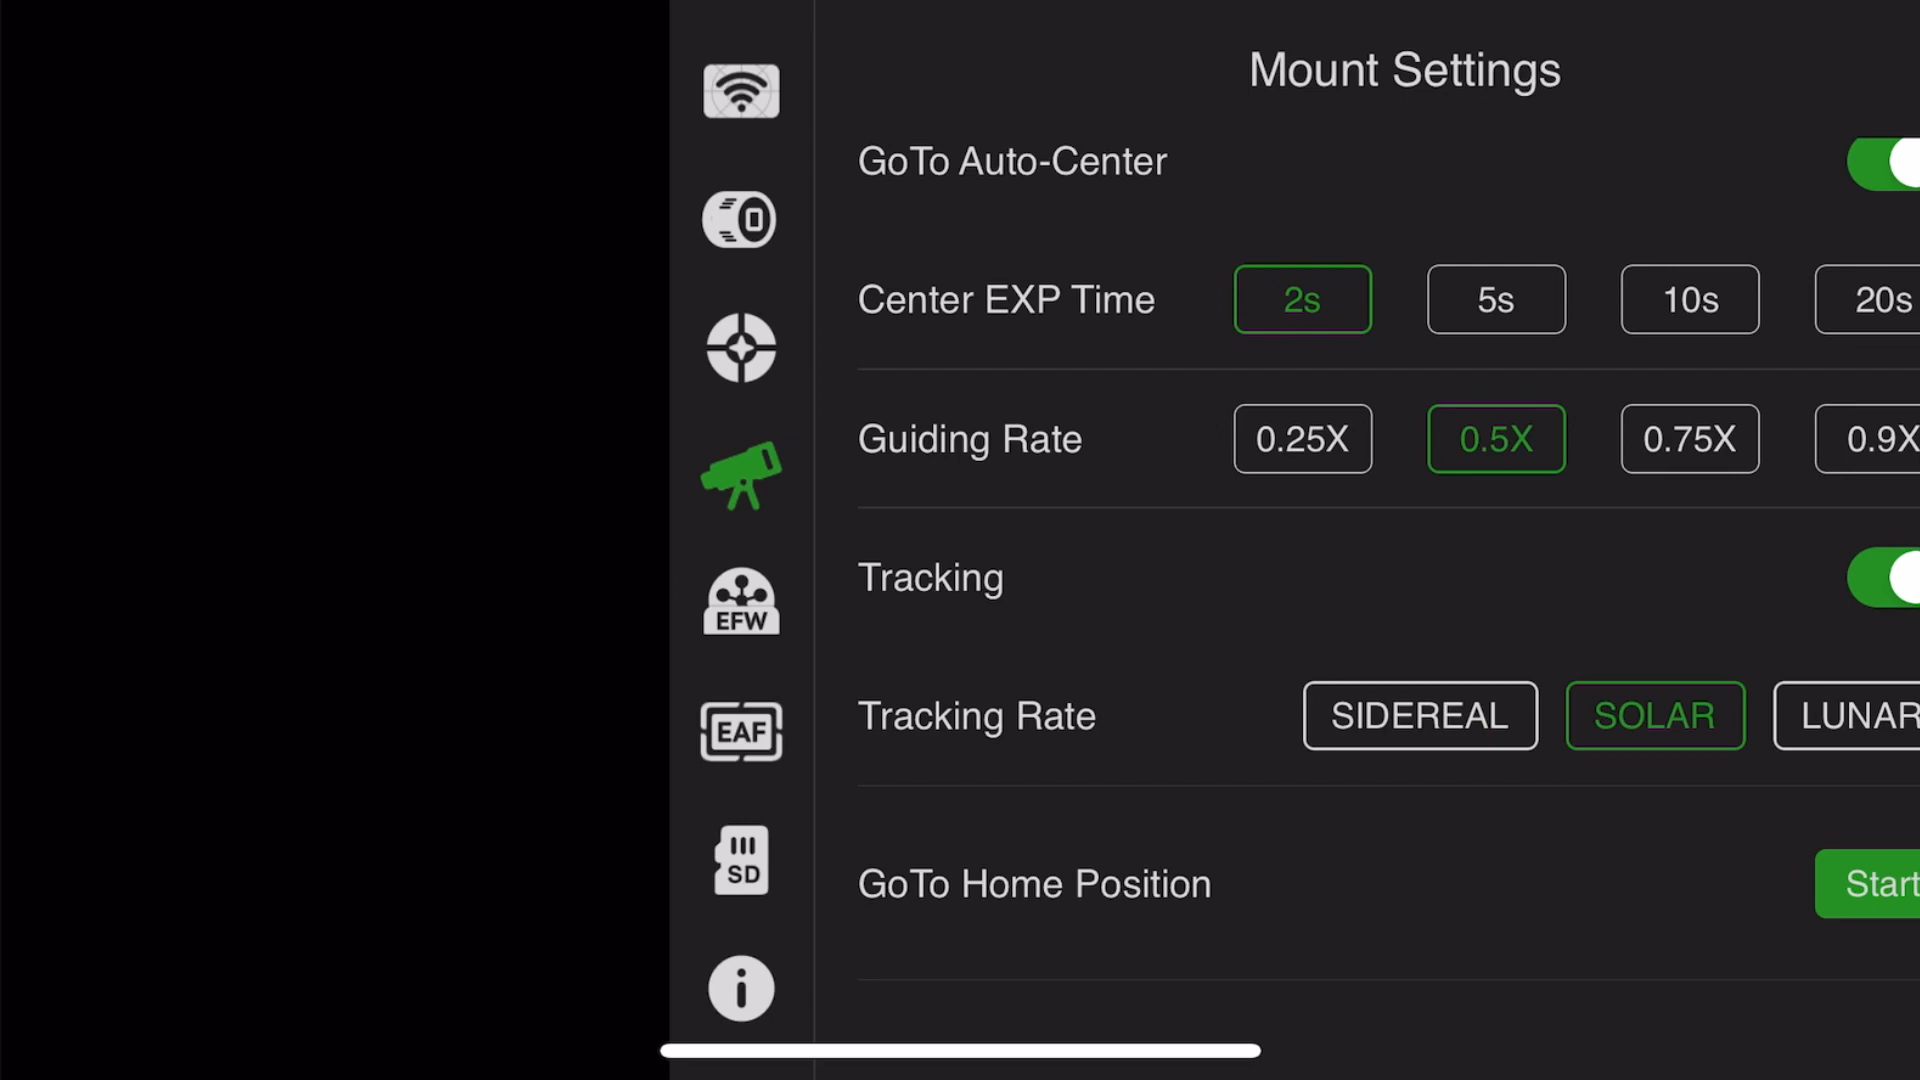 Mount Settings
GoTo Auto-Center
Center EXP Time 2s 5s 10s 20s
Guiding Rate 0.25X 0.5X 0.75X 0.9X
Tracking
Tracking Rate SIDEREAL SOLAR LUNAR
GoTo Home Position Start
EFW
EAF
SD